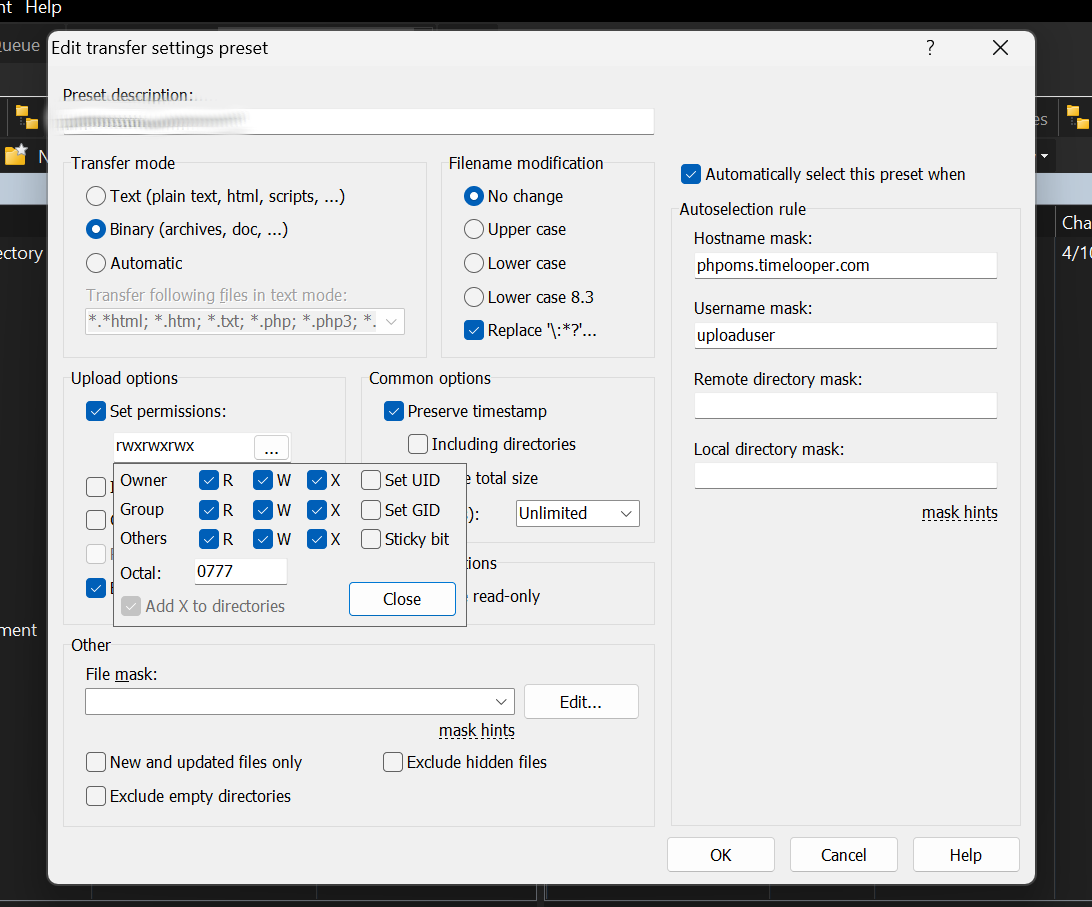 nt Help
Queue
Edit transfer settings preset ?
Preset description:
Transfer mode
Text (plain text, html, scripts, ...)
Binary (archives, doc, ...)
Automatic
Transfer following files in text mode:
*.*html; *.htm; *.txt; *.php; *.php3; *.
Filename modification
No change
Upper case
Lower case
Lower case 8.3
Replace '\:*?'...
Automatically select this preset when
Autoselection rule
Hostname mask:
phpoms.timelooper.com
Username mask:
uploaduser
Remote directory mask:
Local directory mask:
mask hints
Upload options
Set permissions:
rwxrwxrwx ...
Owner R W X Set UID
Group R W X Set GID
Others R W X Sticky bit
Octal: 0777
Add X to directories
Close
Common options
Preserve timestamp
Including directories
e total size
): Unlimited
ions
read-only
Other
File mask:
Edit...
mask hints
New and updated files only
Exclude hidden files
Exclude empty directories
OK Cancel Help
N
es
Cha
ectory
4/10
ment